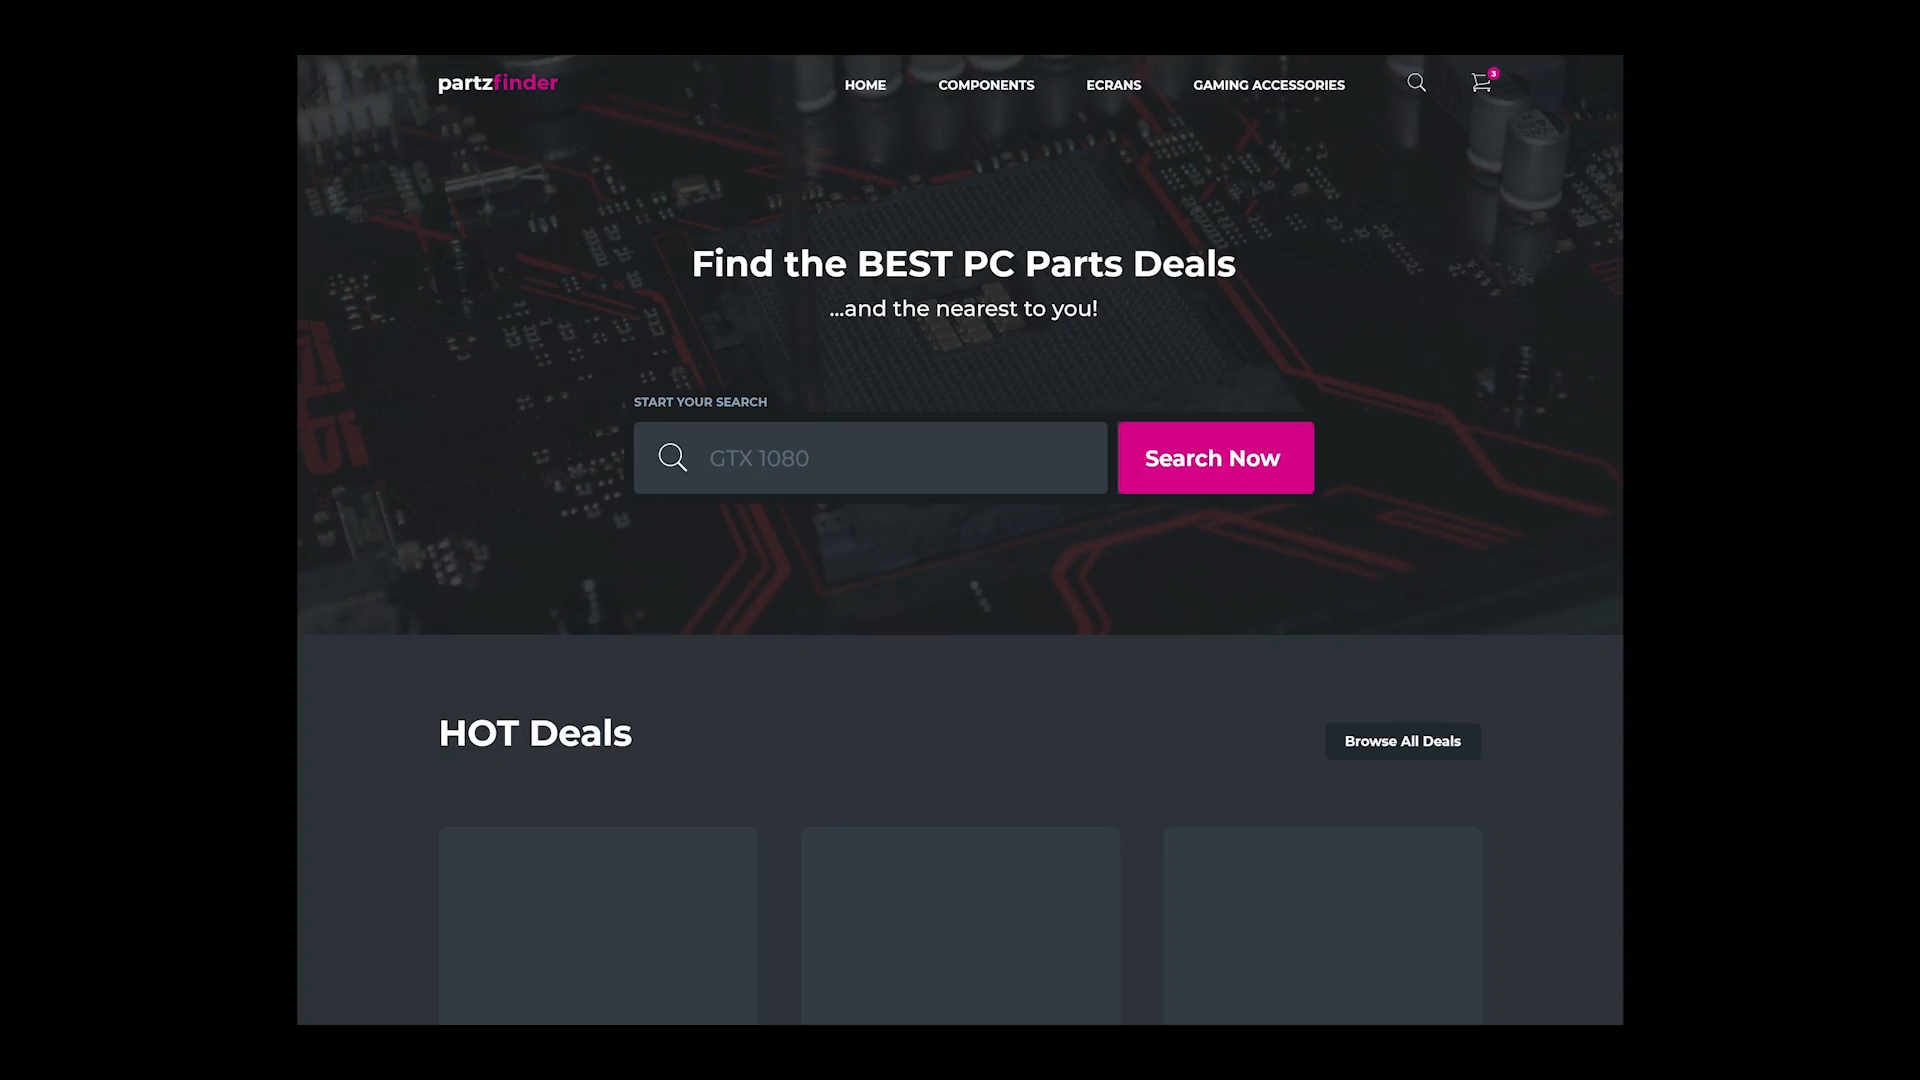 partzfinder
HOME COMPONENTS ECRANS GAMING ACCESSORIES 3
Find the BEST PC Parts Deals
...and the nearest to you!
START YOUR SEARCH
GTX 1080 Search Now
HOT Deals Browse All Deals